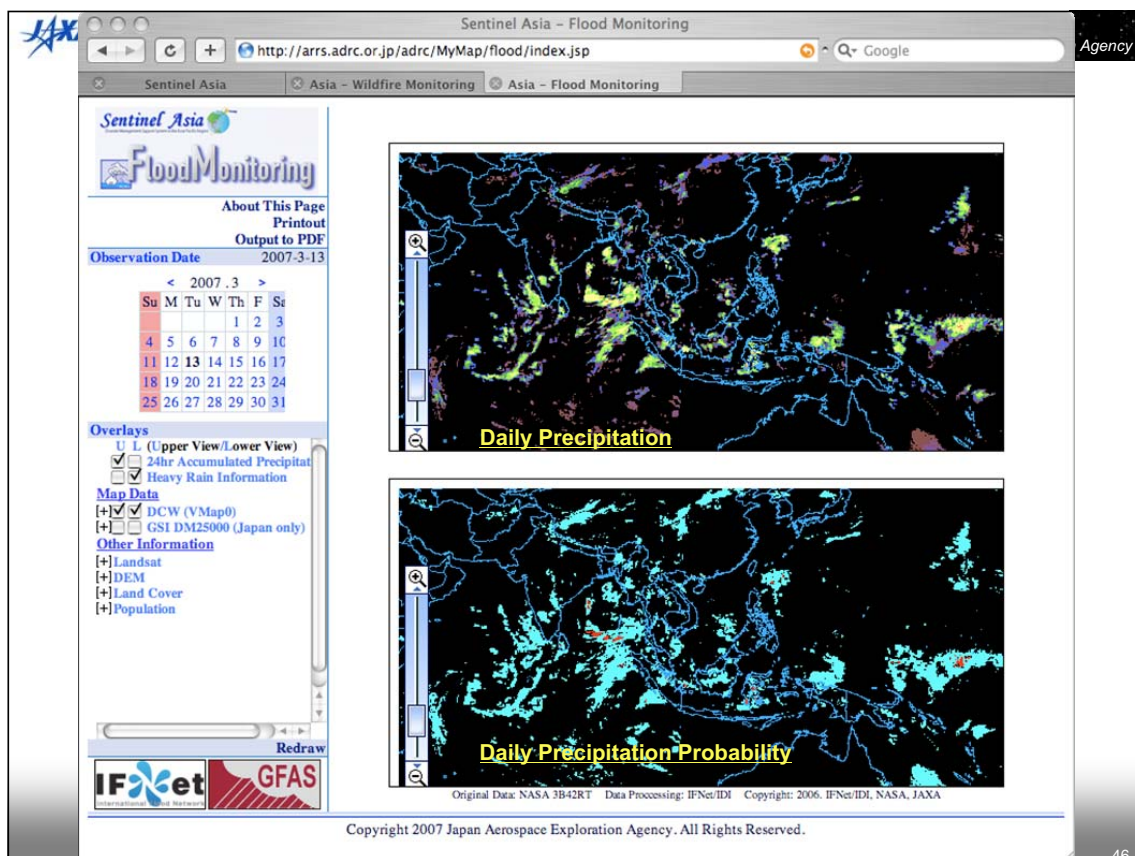 JAXA
Agency
Sentinel Asia – Flood Monitoring
http://arrs.adrc.or.jp/adrc/MyMap/flood/index.jsp
Google
Sentinel Asia
Asia – Wildfire Monitoring
Asia – Flood Monitoring
Sentinel Asia
FloodMonitoring
About This Page
Printout
Output to PDF
Observation Date 2007-3-13
< 2007 . 3 >
Su M Tu W Th F Sa
1 2 3
4 5 6 7 8 9 10
11 12 13 14 15 16 17
18 19 20 21 22 23 24
25 26 27 28 29 30 31
Overlays
U L (Upper View/Lower View)
24hr Accumulated Precipitat
Heavy Rain Information
Map Data
[+] DCW (VMap0)
[+] GSI DM25000 (Japan only)
Other Information
[+]Landsat
[+]DEM
[+]Land Cover
[+]Population
Redraw
IFNet
International Flood Network
GFAS
Daily Precipitation
Daily Precipitation Probability
Original Data: NASA 3B42RT Data Proccessing: IFNet/IDI Copyright: 2006. IFNet/IDI, NASA, JAXA
Copyright 2007 Japan Aerospace Exploration Agency. All Rights Reserved.
46